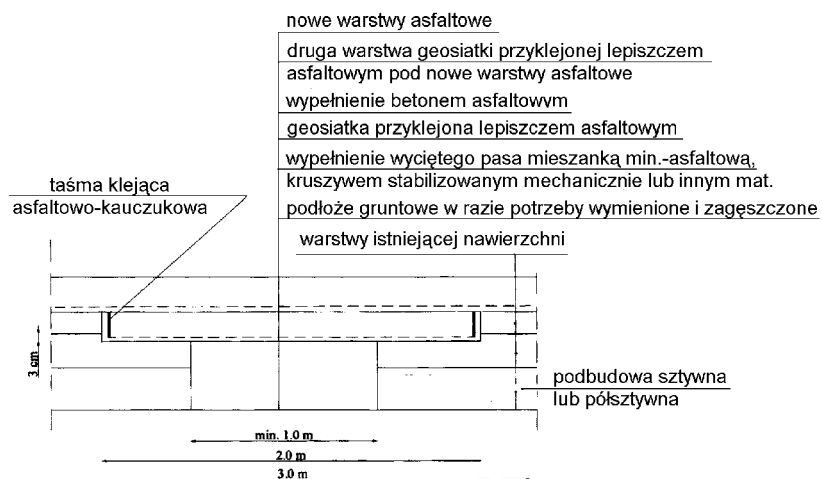 nowe warstwy asfaltowe
druga warstwa geosiatki przyklejonej lepiszczem
asfaltowym pod nowe warstwy asfaltowe
wypełnienie betonem asfaltowym
geosiatka przyklejona lepiszczem asfaltowym
wypełnienie wyciętego pasa mieszanką min.-asfaltową,
kruszywem stabilizowanym mechanicznie lub innym mat.
podłoże gruntowe w razie potrzeby wymienione i zagęszczone
warstwy istniejącej nawierzchni
taśma klejąca
asfaltowo-kauczukowa
3 cm
podbudowa sztywna
lub półsztywna
min. 1.0 m
2.0 m
3.0 m